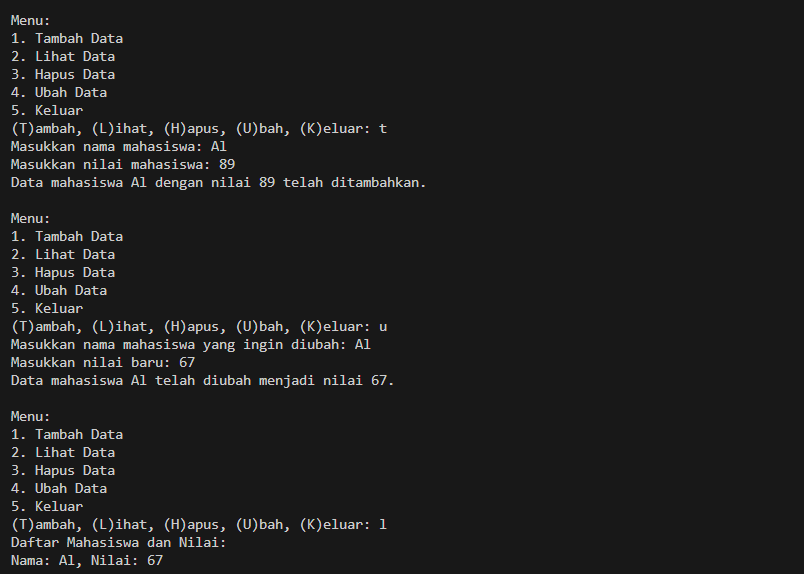 Menu:
1. Tambah Data
2. Lihat Data
3. Hapus Data
4. Ubah Data
5. Keluar
(T)ambah, (L)ihat, (H)apus, (U)bah, (K)eluar: t
Masukkan nama mahasiswa: Al
Masukkan nilai mahasiswa: 89
Data mahasiswa Al dengan nilai 89 telah ditambahkan.

Menu:
1. Tambah Data
2. Lihat Data
3. Hapus Data
4. Ubah Data
5. Keluar
(T)ambah, (L)ihat, (H)apus, (U)bah, (K)eluar: u
Masukkan nama mahasiswa yang ingin diubah: Al
Masukkan nilai baru: 67
Data mahasiswa Al telah diubah menjadi nilai 67.

Menu:
1. Tambah Data
2. Lihat Data
3. Hapus Data
4. Ubah Data
5. Keluar
(T)ambah, (L)ihat, (H)apus, (U)bah, (K)eluar: l
Daftar Mahasiswa dan Nilai:
Nama: Al, Nilai: 67